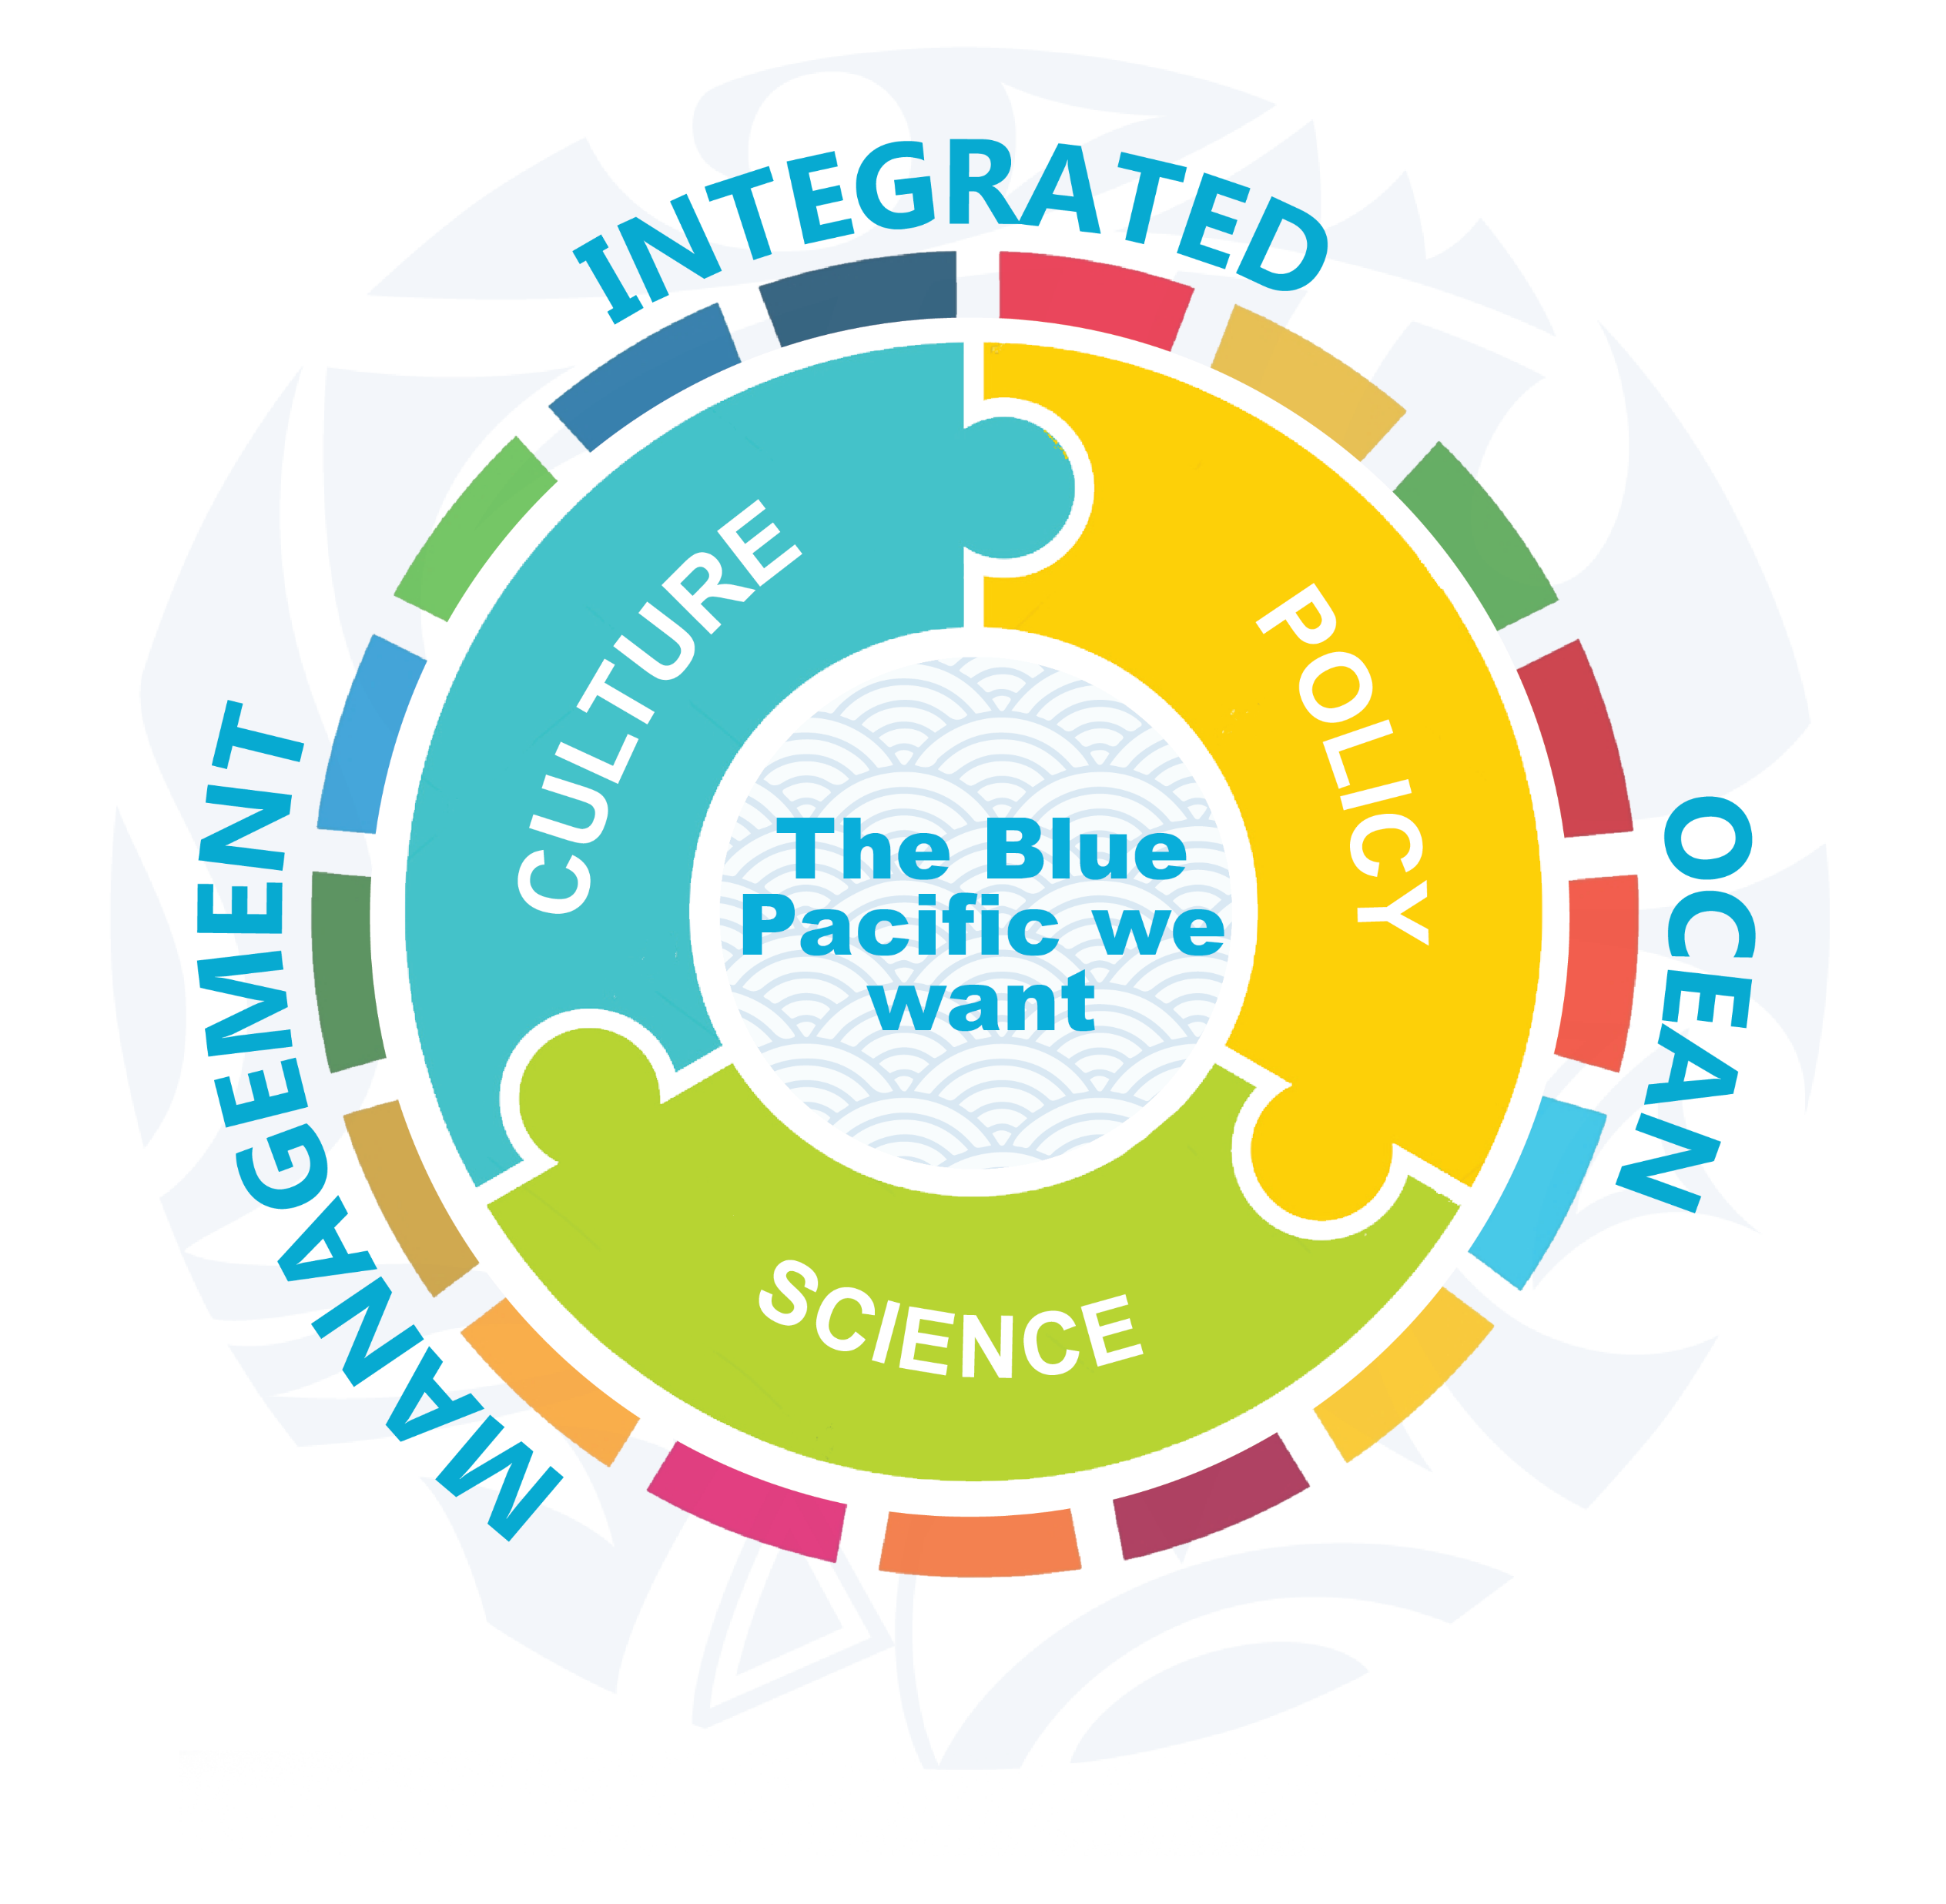 INTEGRATED
OCEAN
MANAGEMENT
CULTURE
POLICY
SCIENCE
The Blue
Pacific we
want